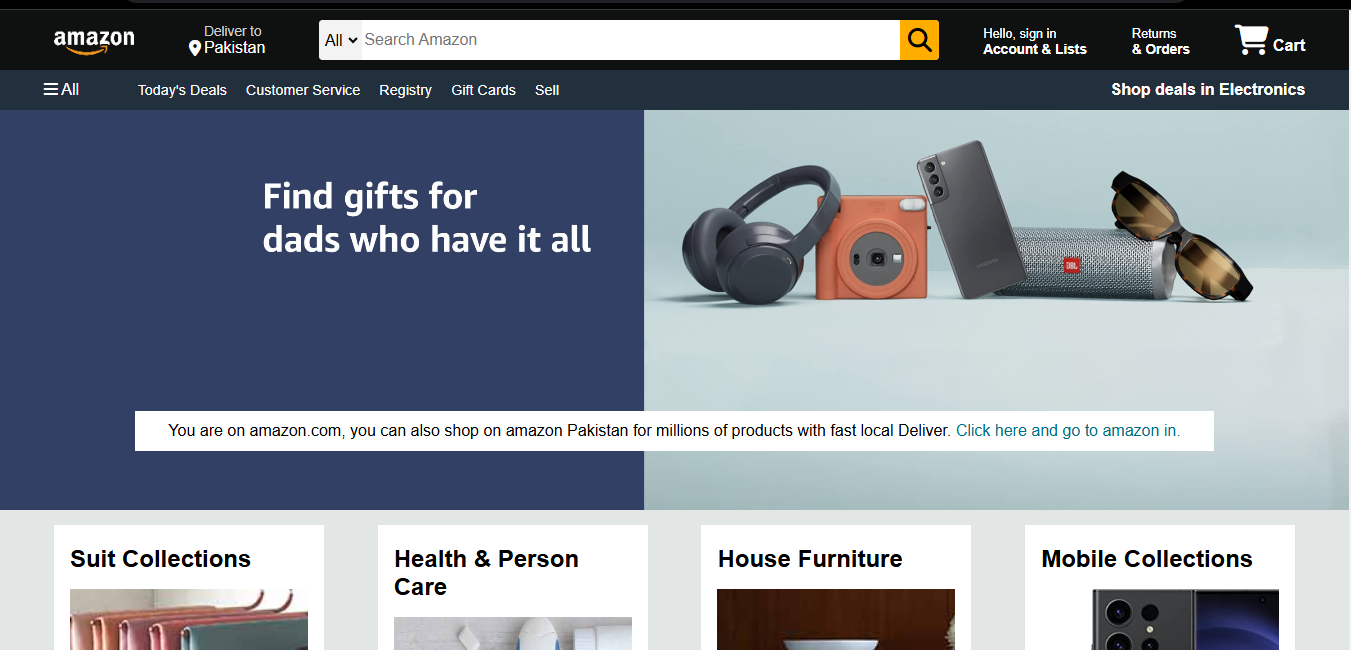 amazon
Deliver to
Pakistan
All
Search Amazon
Hello, sign in
Account & Lists
Returns
& Orders
Cart
All
Today's Deals
Customer Service
Registry
Gift Cards
Sell
Shop deals in Electronics
Find gifts for
dads who have it all
JBL
SAMSUNG
You are on amazon.com, you can also shop on amazon Pakistan for millions of products with fast local Deliver. Click here and go to amazon in.
Suit Collections
Health & Person
Care
House Furniture
Mobile Collections